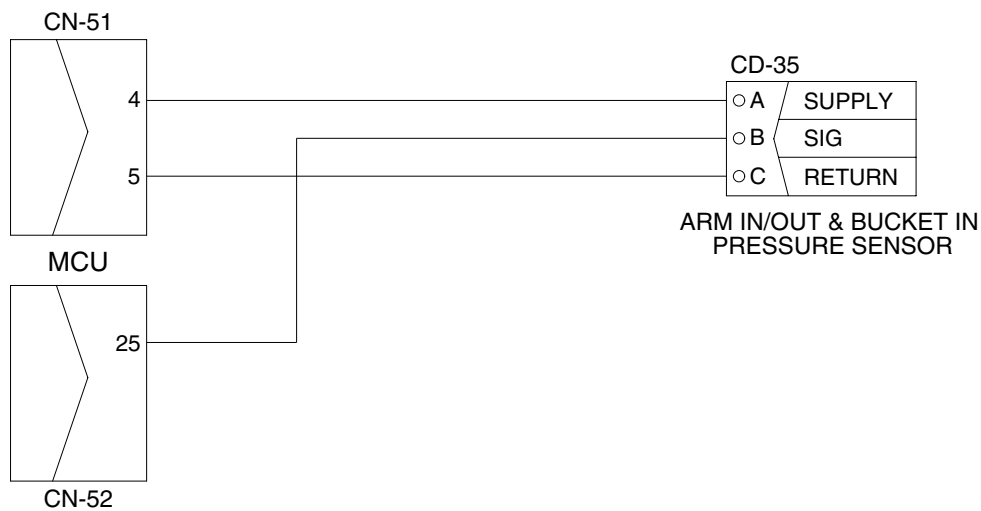 CN-51
4
5
MCU
25
CN-52
CD-35
A SUPPLY
B SIG
C RETURN
ARM IN/OUT & BUCKET IN
PRESSURE SENSOR